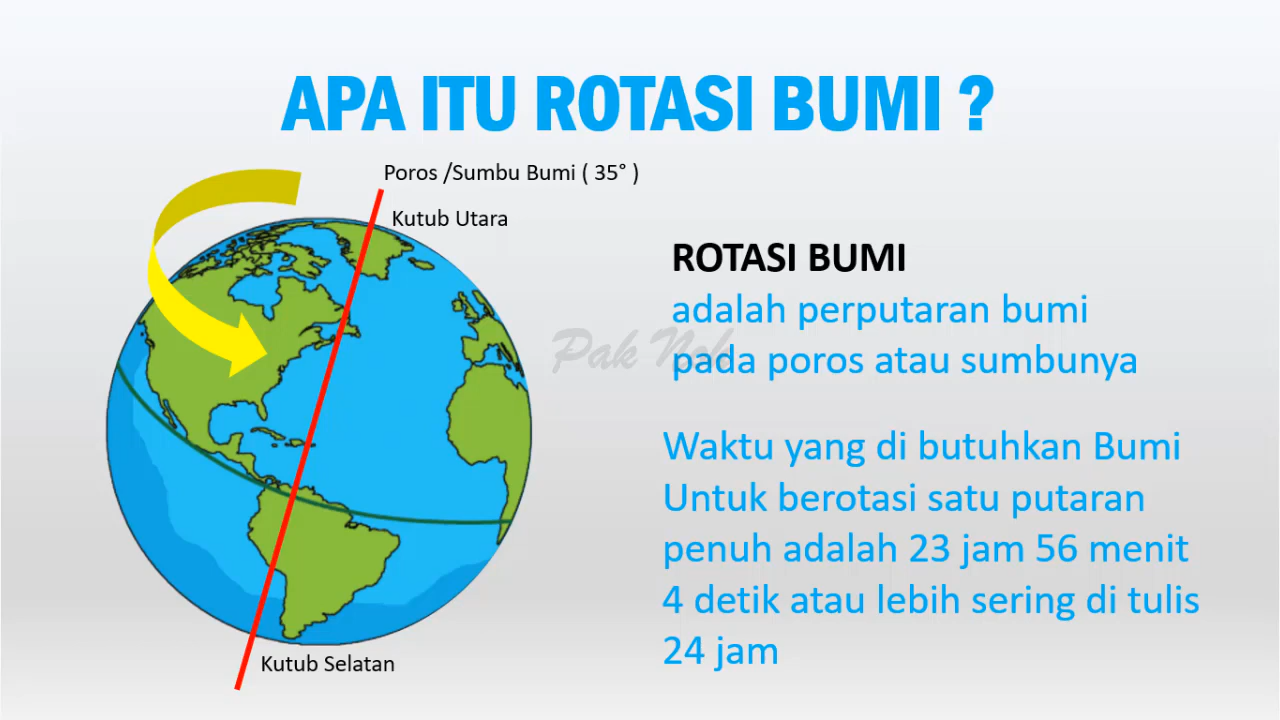 APA ITU ROTASI BUMI ?
Poros /Sumbu Bumi ( 35° )
Kutub Utara
ROTASI BUMI
adalah perputaran bumi
pada poros atau sumbunya
Pak Nok
Waktu yang di butuhkan Bumi
Untuk berotasi satu putaran
penuh adalah 23 jam 56 menit
4 detik atau lebih sering di tulis
24 jam
Kutub Selatan